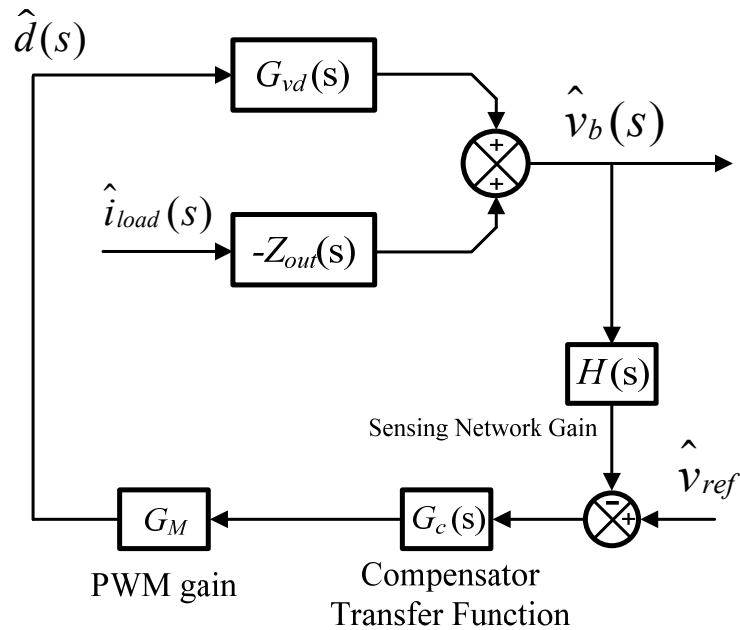 d̂(s)
G_vd(s)
+
v̂_b(s)
+
î_load(s)
-Z_out(s)
H(s)
Sensing Network Gain
v̂_ref
-
+
G_M
G_c(s)
PWM gain
Compensator
Transfer Function